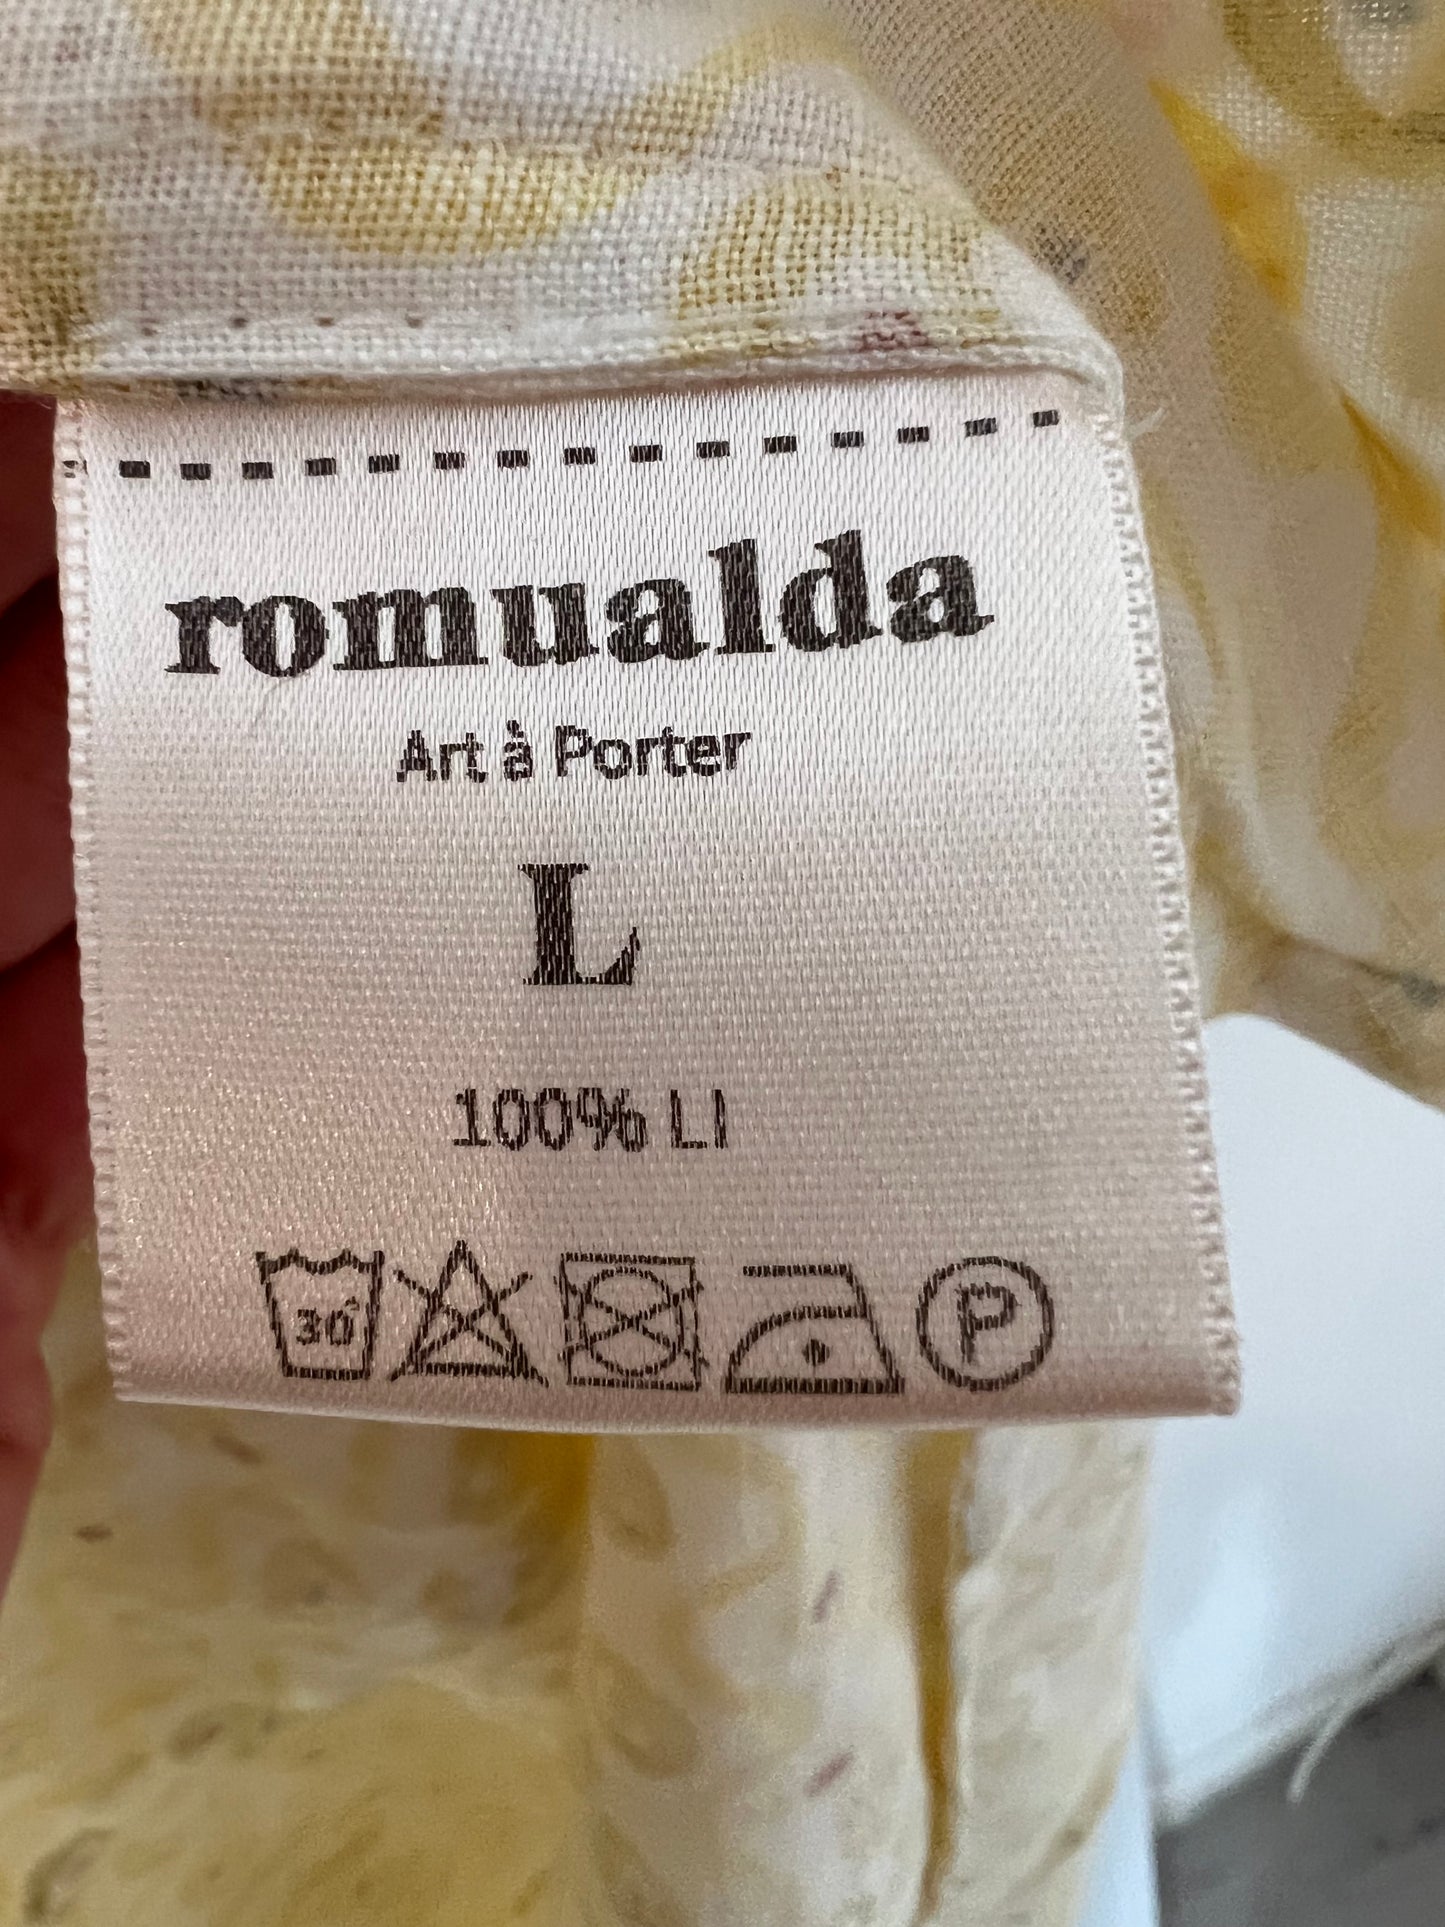 romualda
Art à Porter
L
100% LI
30° P